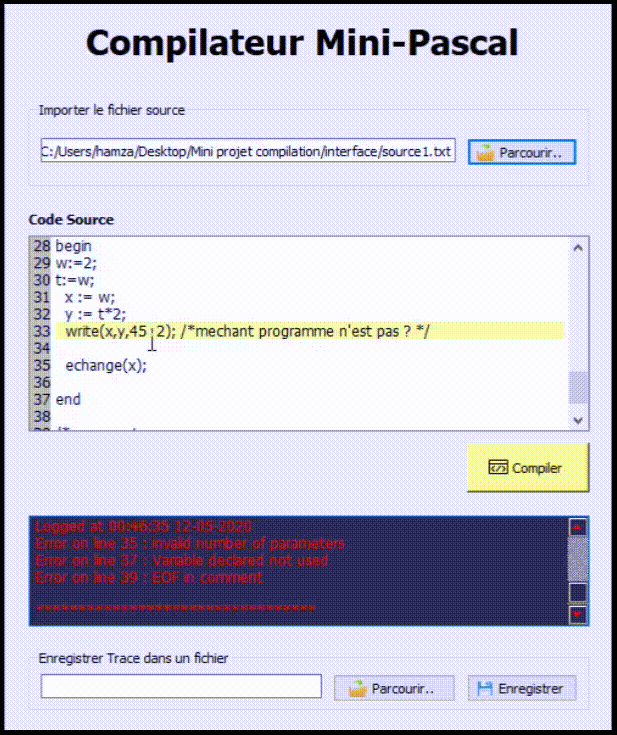 Compilateur Mini-Pascal
Importer le fichier source
C:/Users/hamza/Desktop/Mini projet compilation/interface/source1.txt
Parcourir..
Code Source
28 begin
29 w:=2;
30 t:=w;
31 x := w;
32 y := t*2;
33 write(x,y,45 2); /*mechant programme n'est pas ? */
34
35 echange(x);
36
37 end
38
Compiler
Logged at 00:46:35 12-05-2020
Error on line 35 : invalid number of parameters
Error on line 37 : Variable declared not used
Error on line 39 : EOF in comment
Enregistrer Trace dans un fichier
Parcourir..
Enregistrer